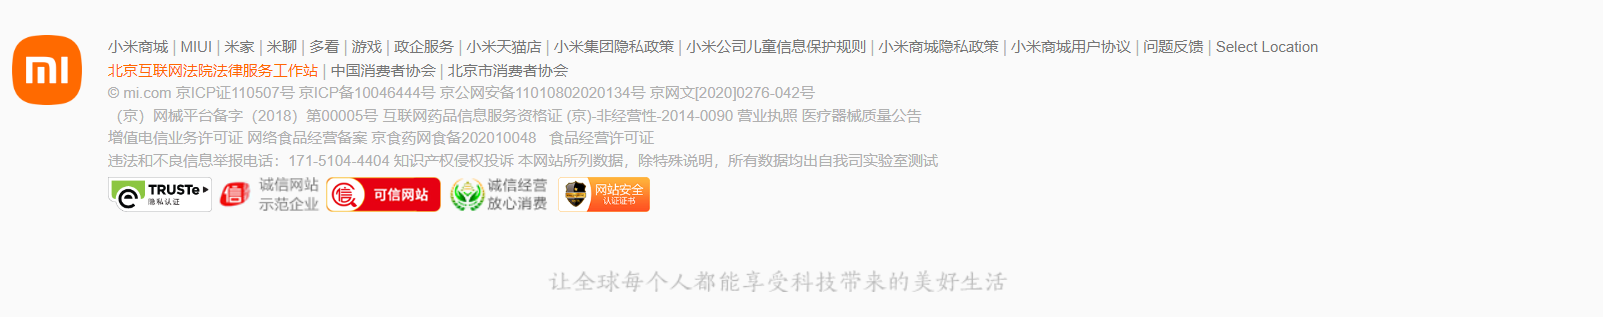 小米商城 | MIUI | 米家 | 米聊 | 多看 | 游戏 | 政企服务 | 小米天猫店 | 小米集团隐私政策 | 小米公司儿童信息保护规则 | 小米商城隐私政策 | 小米商城用户协议 | 问题反馈 | Select Location
北京互联网法院法律服务工作站 | 中国消费者协会 | 北京市消费者协会
© mi.com 京ICP证110507号 京ICP备10046444号 京公网安备11010802020134号 京网文[2020]0276-042号
（京）网械平台备字（2018）第00005号 互联网药品信息服务资格证 (京)-非经营性-2014-0090 营业执照 医疗器械质量公告
增值电信业务许可证 网络食品经营备案 京食药网食备202010048 食品经营许可证
违法和不良信息举报电话：171-5104-4404 知识产权侵权投诉 本网站所列数据，除特殊说明，所有数据均出自我司实验室测试
TRUSTe
隐私认证
信
诚信网站
示范企业
信
可信网站
诚信经营
放心消费
网站安全
认证证书
让全球每个人都能享受科技带来的美好生活